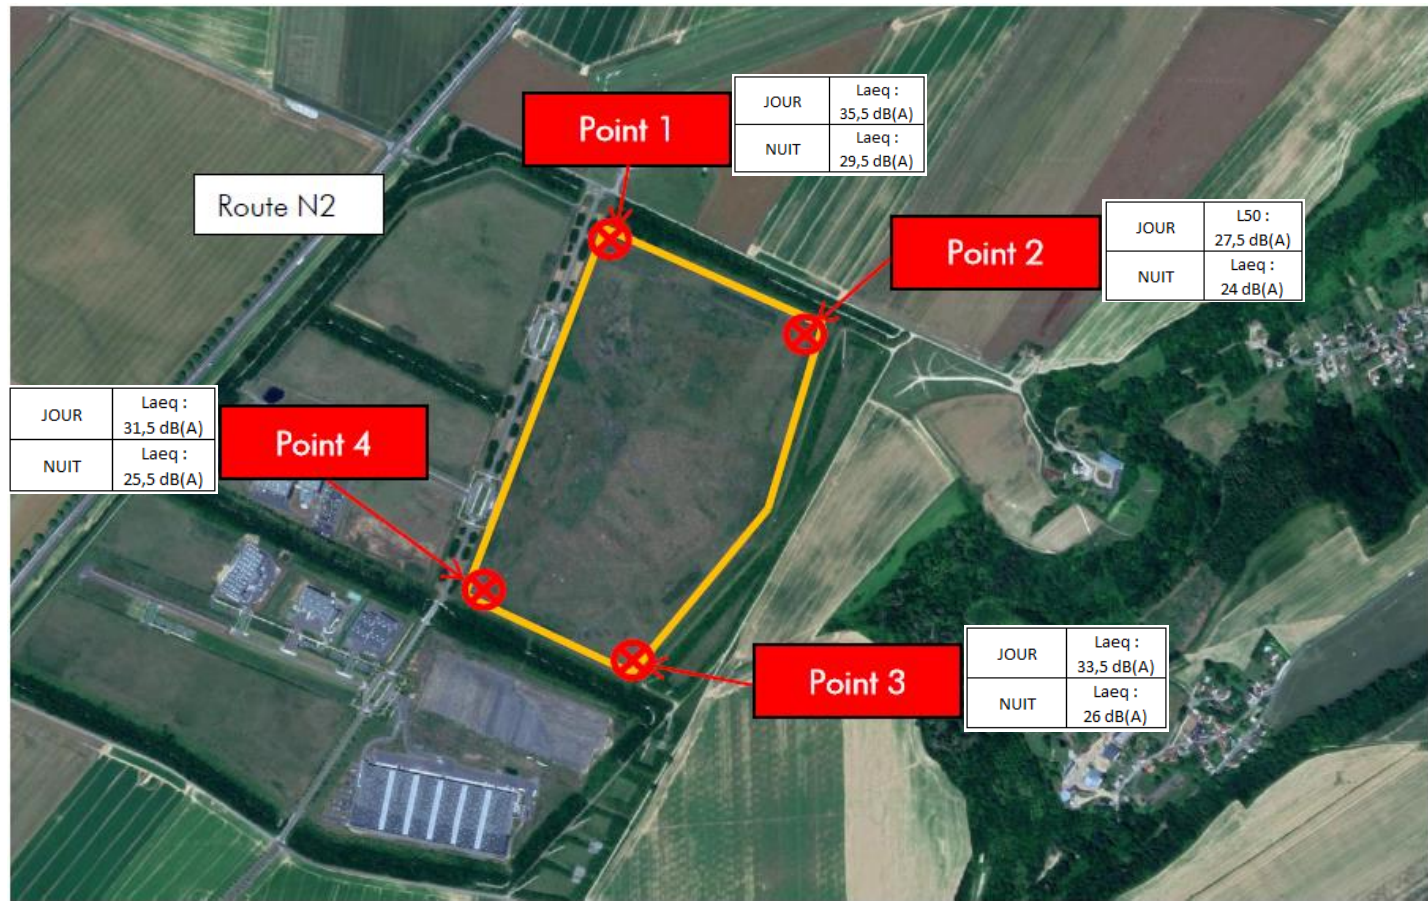 Point 1
JOUR
Laeq :
35,5 dB(A)
NUIT
Laeq :
29,5 dB(A)
Route N2
Point 2
JOUR
L50 :
27,5 dB(A)
NUIT
Laeq :
24 dB(A)
JOUR
Laeq :
31,5 dB(A)
NUIT
Laeq :
25,5 dB(A)
Point 4
Point 3
JOUR
Laeq :
33,5 dB(A)
NUIT
Laeq :
26 dB(A)